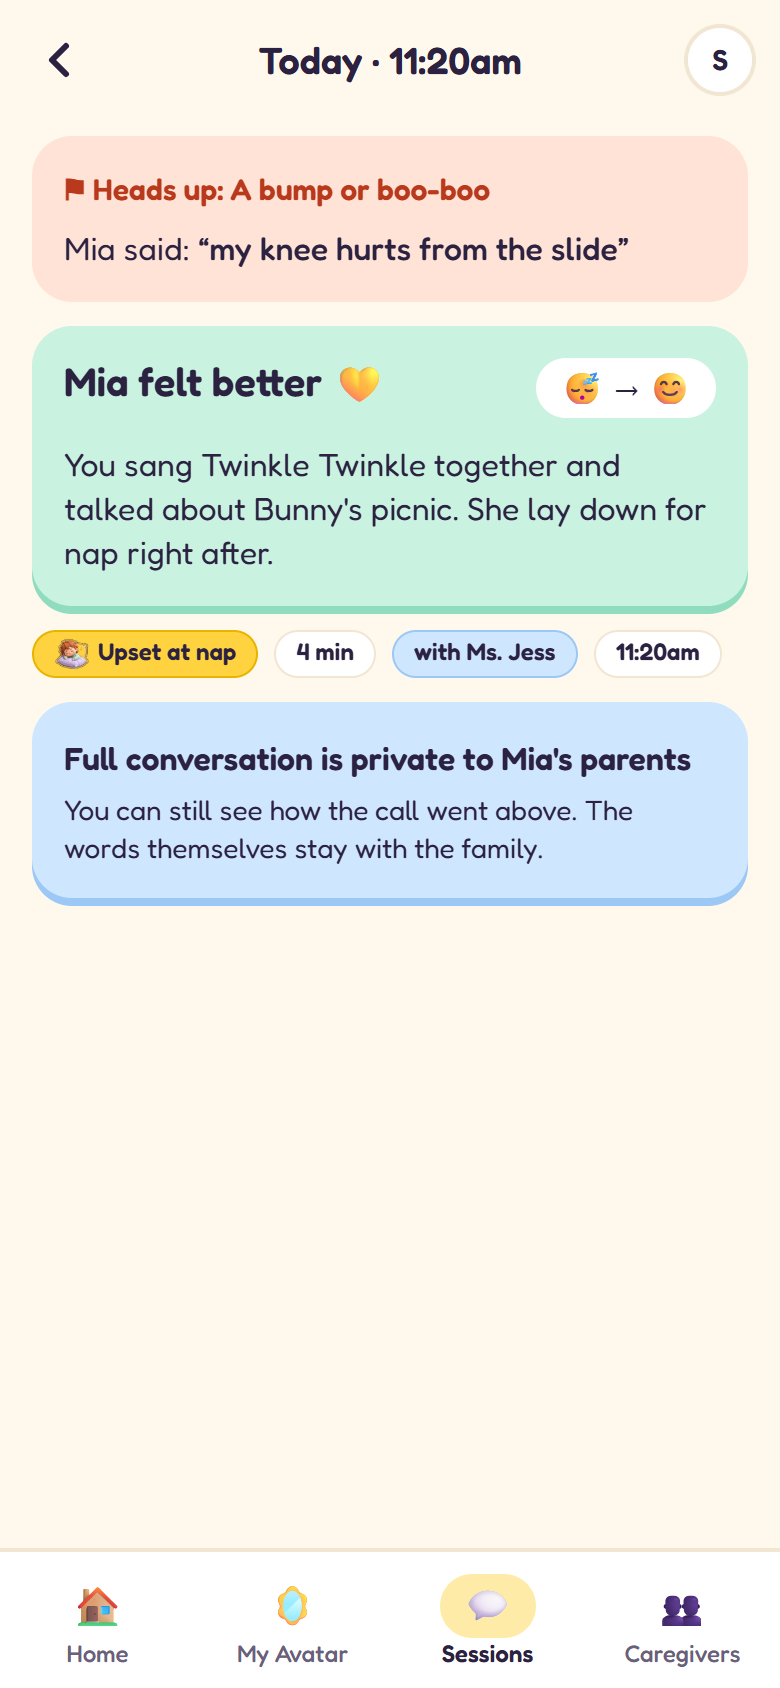 Today · 11:20am
S
Heads up: A bump or boo-boo
Mia said: “my knee hurts from the slide”
Mia felt better
→
You sang Twinkle Twinkle together and
talked about Bunny's picnic. She lay down for
nap right after.
Upset at nap
4 min
with Ms. Jess
11:20am
Full conversation is private to Mia's parents
You can still see how the call went above. The
words themselves stay with the family.
Home
My Avatar
Sessions
Caregivers